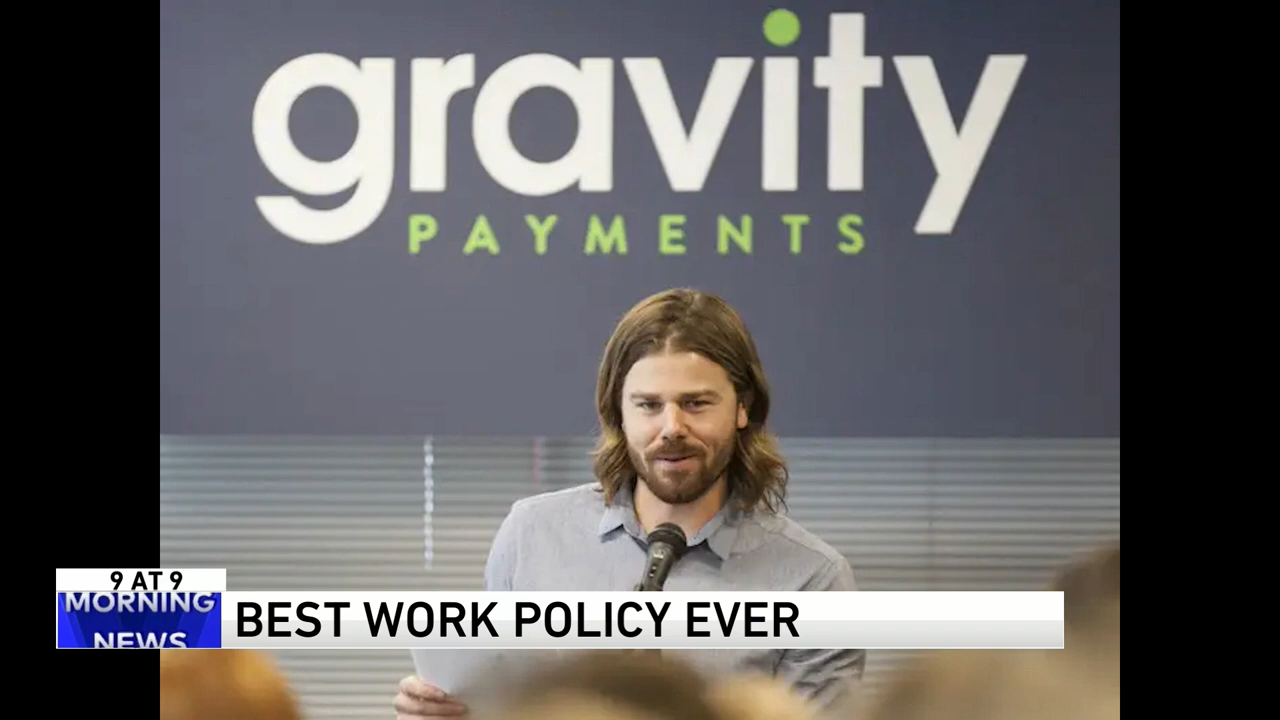 gravity
PAYMENTS
9 AT 9
MORNING
NEWS
BEST WORK POLICY EVER